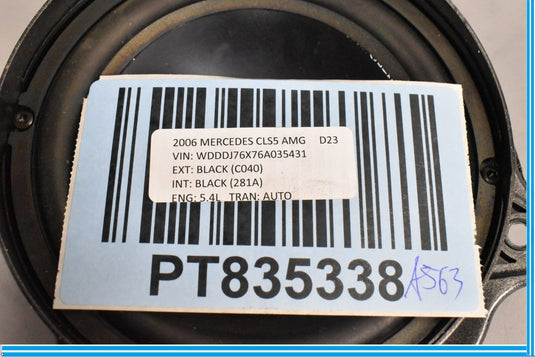 2006 MERCEDES CLS5 AMG D23
VIN: WDDDJ76X76A035431
EXT: BLACK (C040)
INT: BLACK (281A)
ENG: 5.4L TRAN: AUTO
PT835338 A563